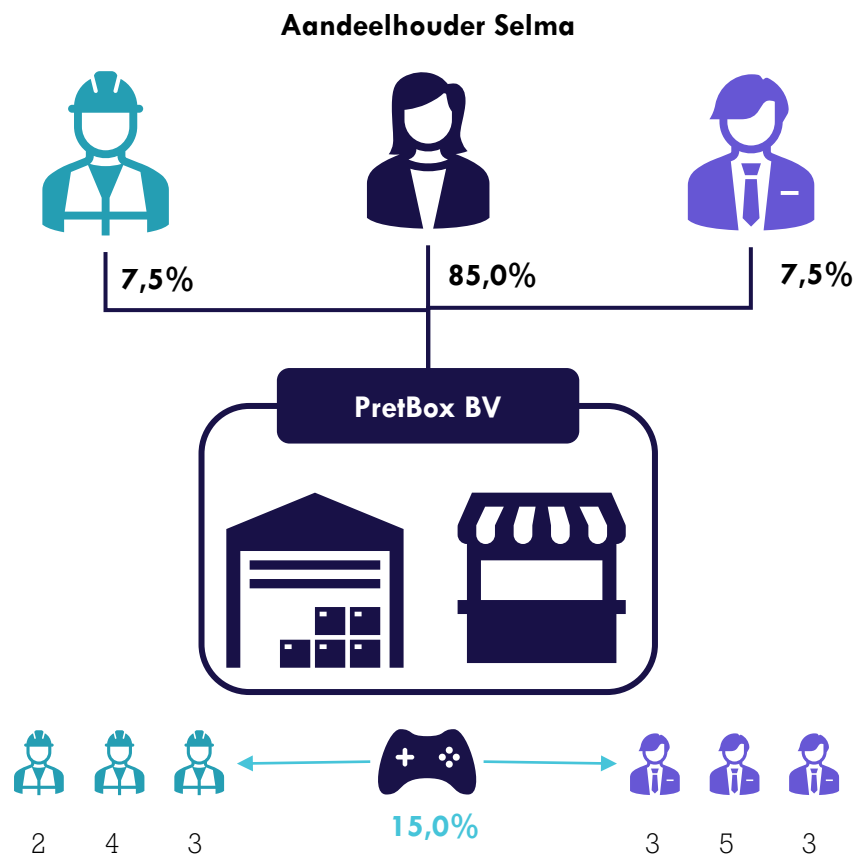 Aandeelhouder Selma
7,5%
85,0%
7,5%
PretBox BV
15,0%
2 4 3 3 5 3